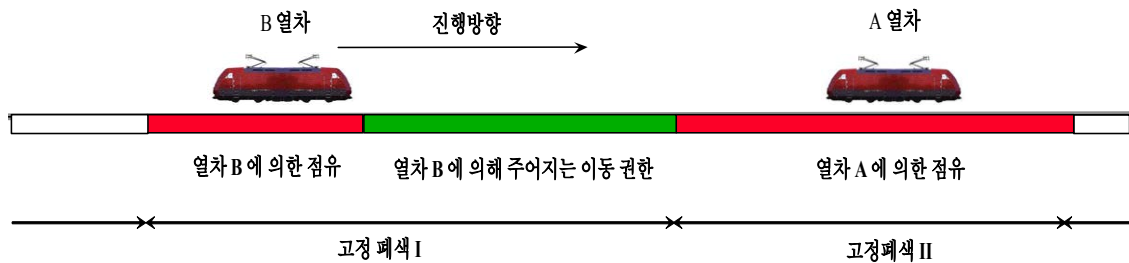 B 열차
진행방향
A 열차
열차 B 에 의한 점유
열차 B 에 의해 주어지는 이동 권한
열차 A 에 의한 점유
고정 폐색 I
고정폐색 II